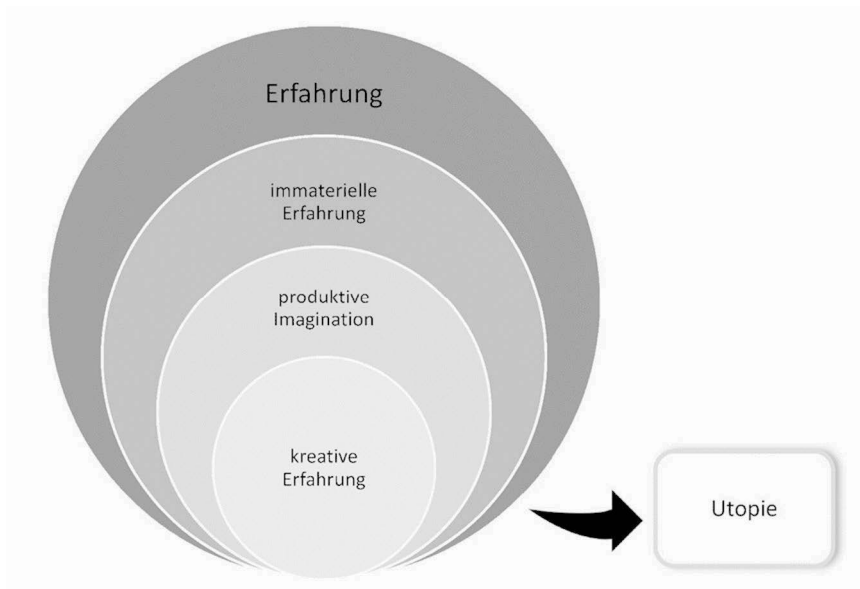 Erfahrung
immaterielle
Erfahrung
produktive
Imagination
kreative
Erfahrung
Utopie